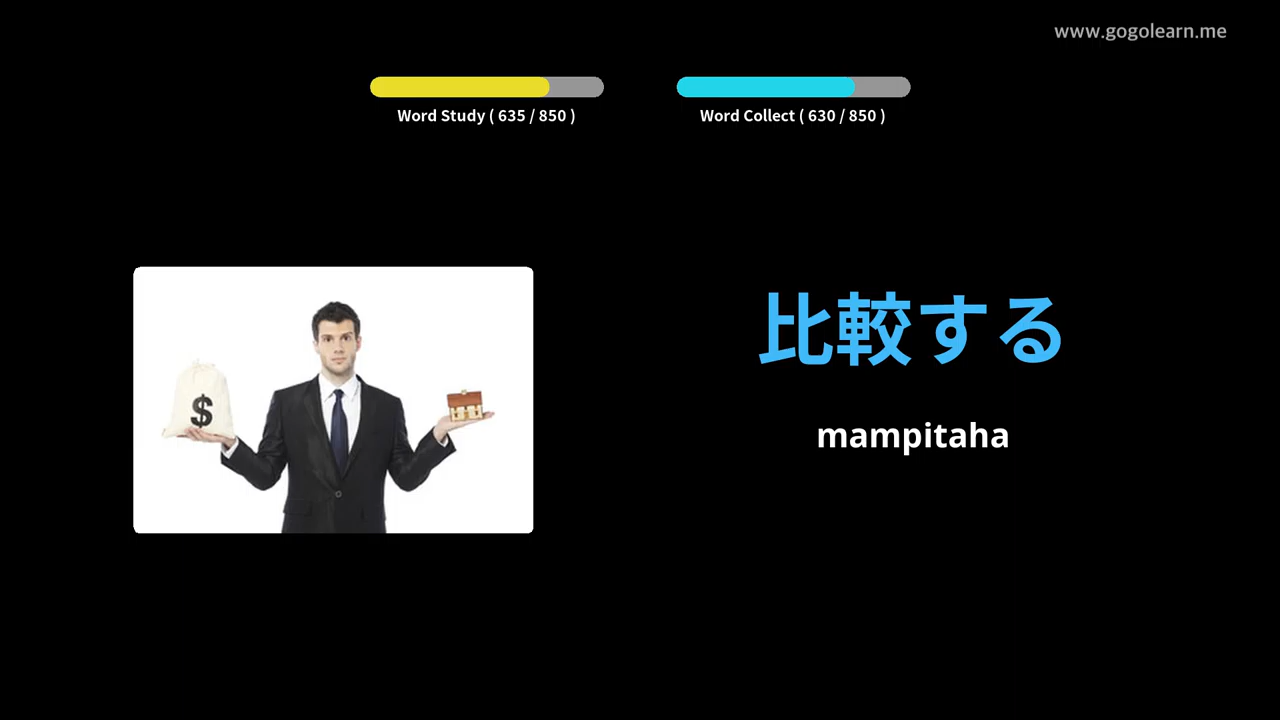 www.gogolearn.me
Word Study ( 635 / 850 )
Word Collect ( 630 / 850 )
$
比較する
mampitaha